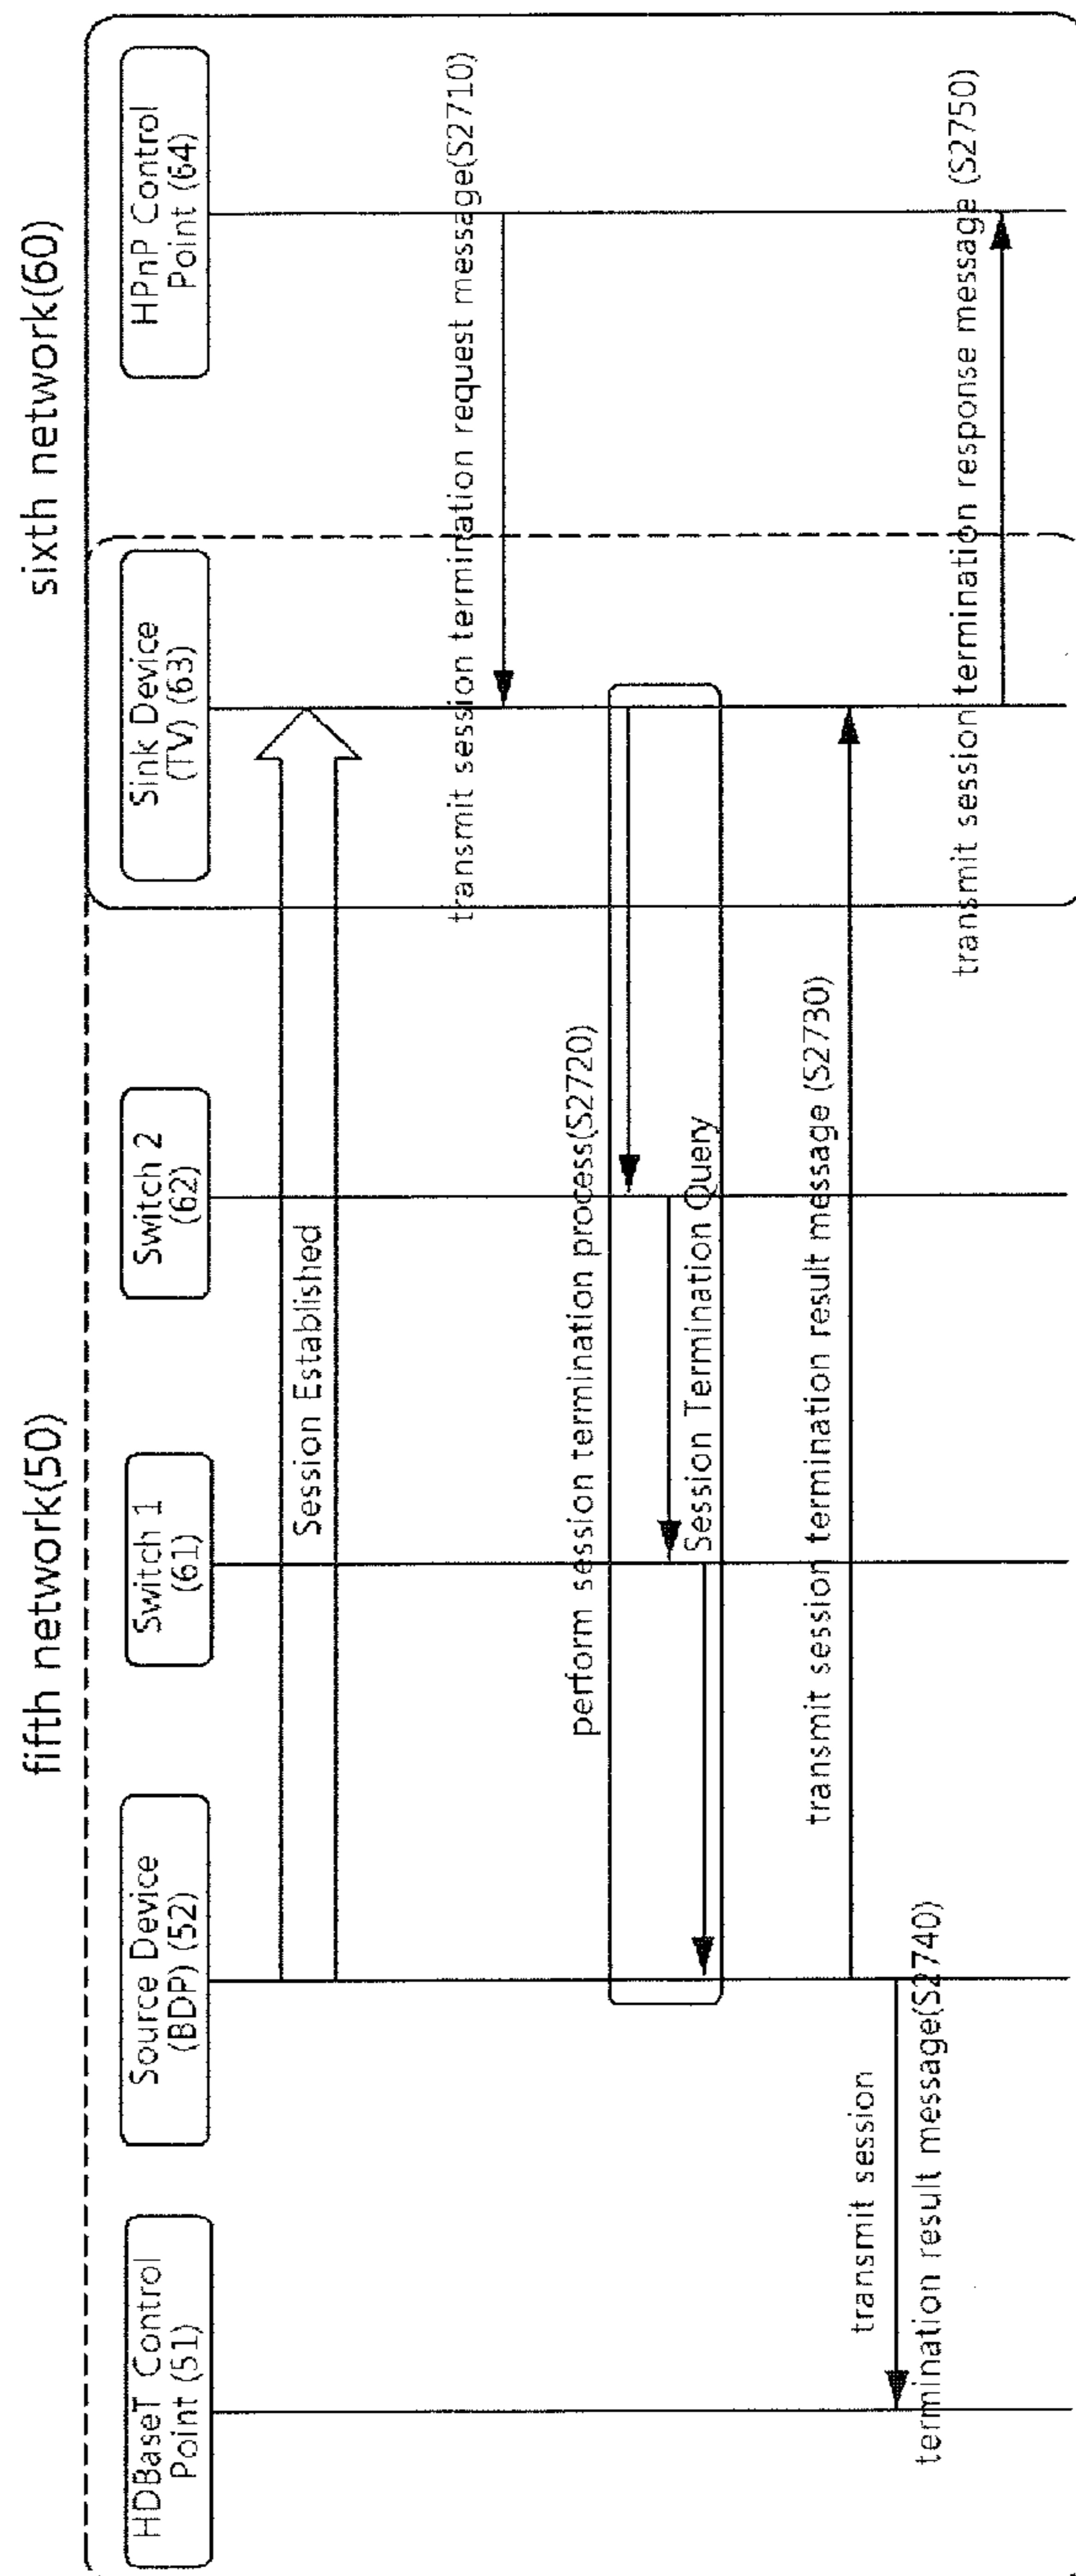 fifth network(50)
sixth network(60)
HDBaseT Control
Point (51)
Source Device
(BDP) (52)
Switch 1
(61)
Switch 2
(62)
Sink Device
(TV) (63)
HPnP Control
Point (64)
Session Established
transmit session termination request message(S2710)
perform session termination process(S2720)
Session Termination Query
transmit session termination result message (S2730)
transmit session
termination result message(S2740)
transmit session termination response message (S2750)